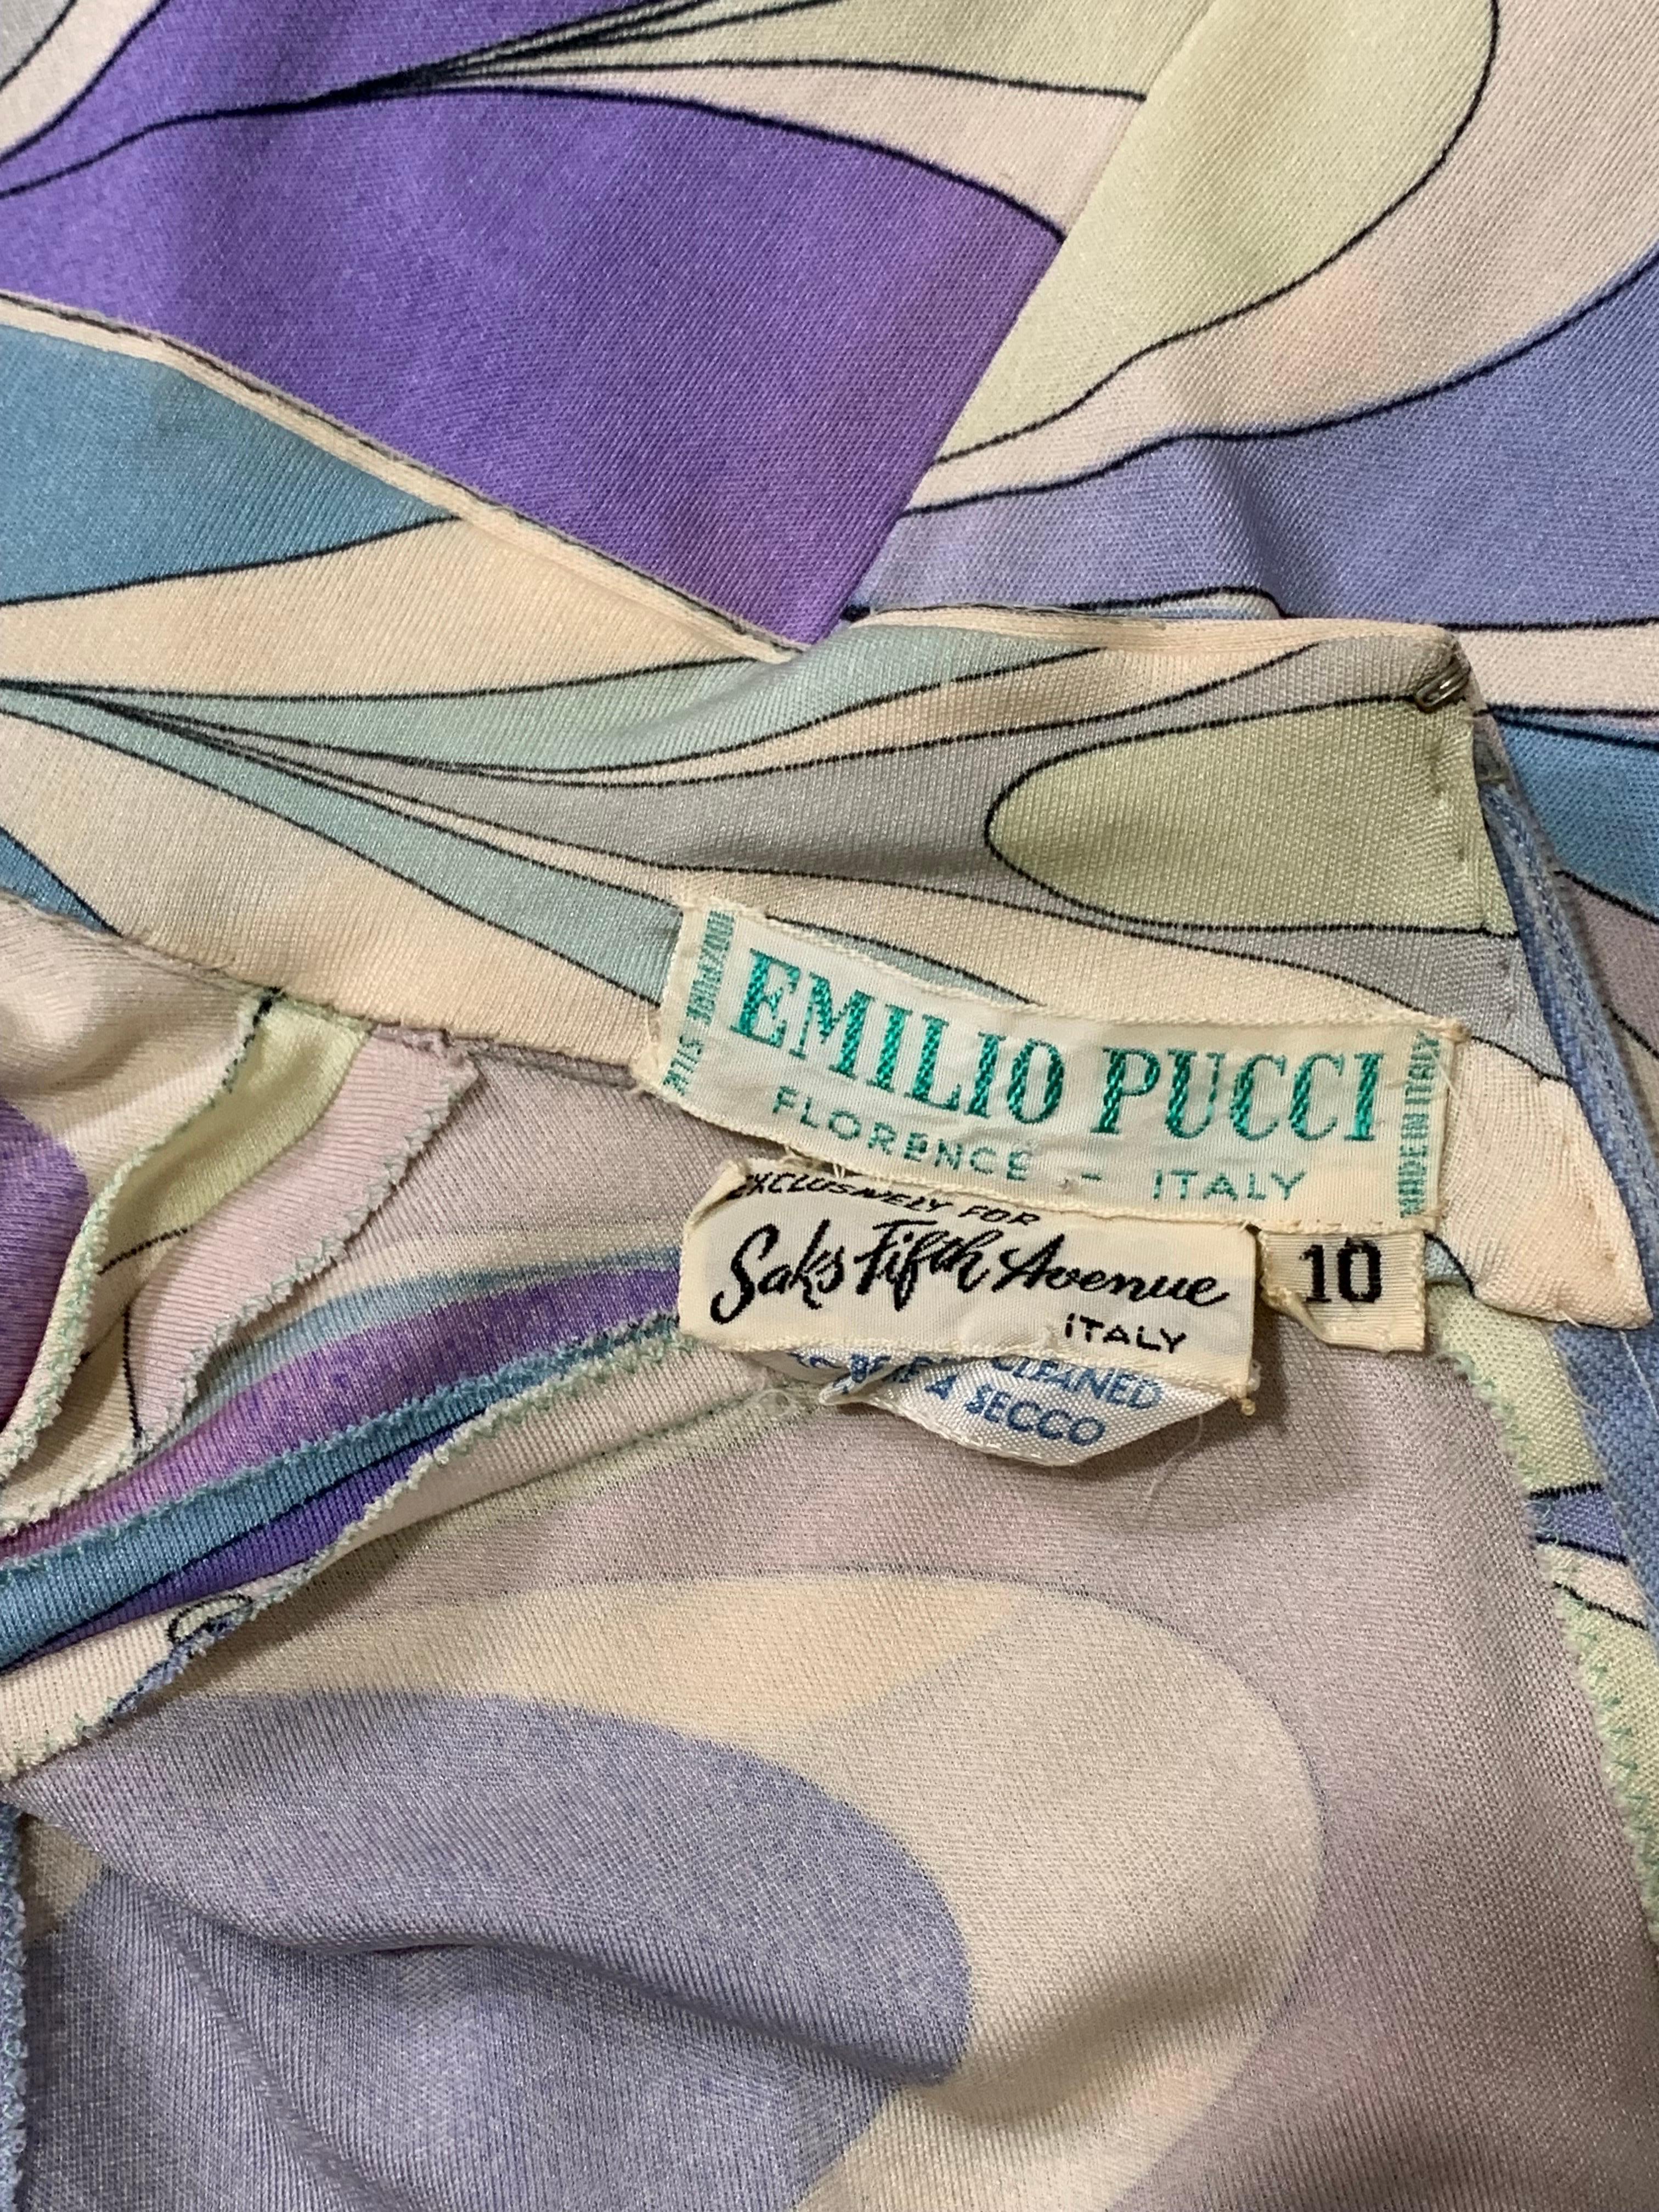 EMILIO PUCCI
FLORENCE - ITALY
MADE IN ITALY
EXCLUSIVELY FOR
Saks Fifth Avenue
ITALY
10
CLEANED
A SECCO